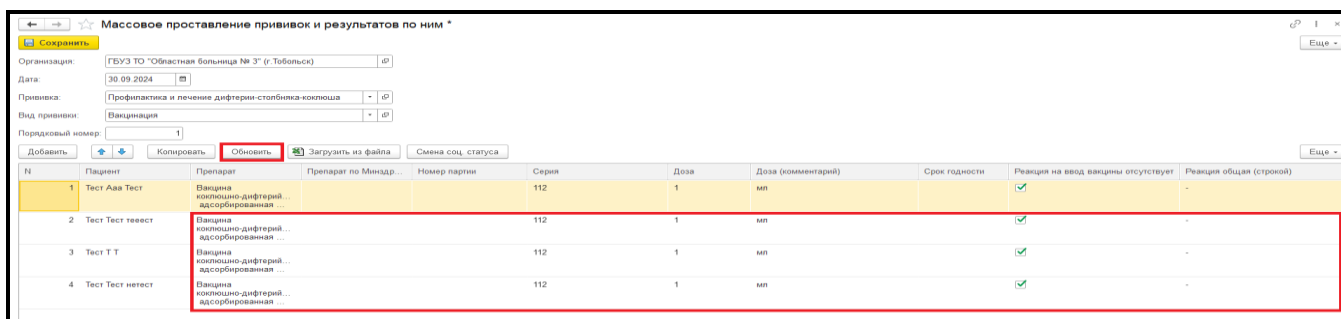 Массовое проставление прививок и результатов по ним *
Сохранить
Еще
Организация: ГБУЗ ТО "Областная больница № 3" (г.Тобольск)
Дата: 30.09.2024
Прививка: Профилактика и лечение дифтерии-столбняка-коклюша
Вид прививки: Вакцинация
Порядковый номер: 1
Добавить Копировать Обновить Загрузить из файла Смена соц. статуса Еще
N Пациент Препарат Препарат по Минздр... Номер партии Серия Доза Доза (комментарий) Срок годности Реакция на ввод вакцины отсутствует Реакция общая (строкой)
1 Тест Ааа Тест Вакцина 112 1 мл -
коклюшно-дифтерий...
адсорбированная ...
2 Тест Тест тееест Вакцина 112 1 мл -
коклюшно-дифтерий...
адсорбированная ...
3 Тест Т Т Вакцина 112 1 мл -
коклюшно-дифтерий...
адсорбированная ...
4 Тест Тест нетест Вакцина 112 1 мл -
коклюшно-дифтерий...
адсорбированная ...